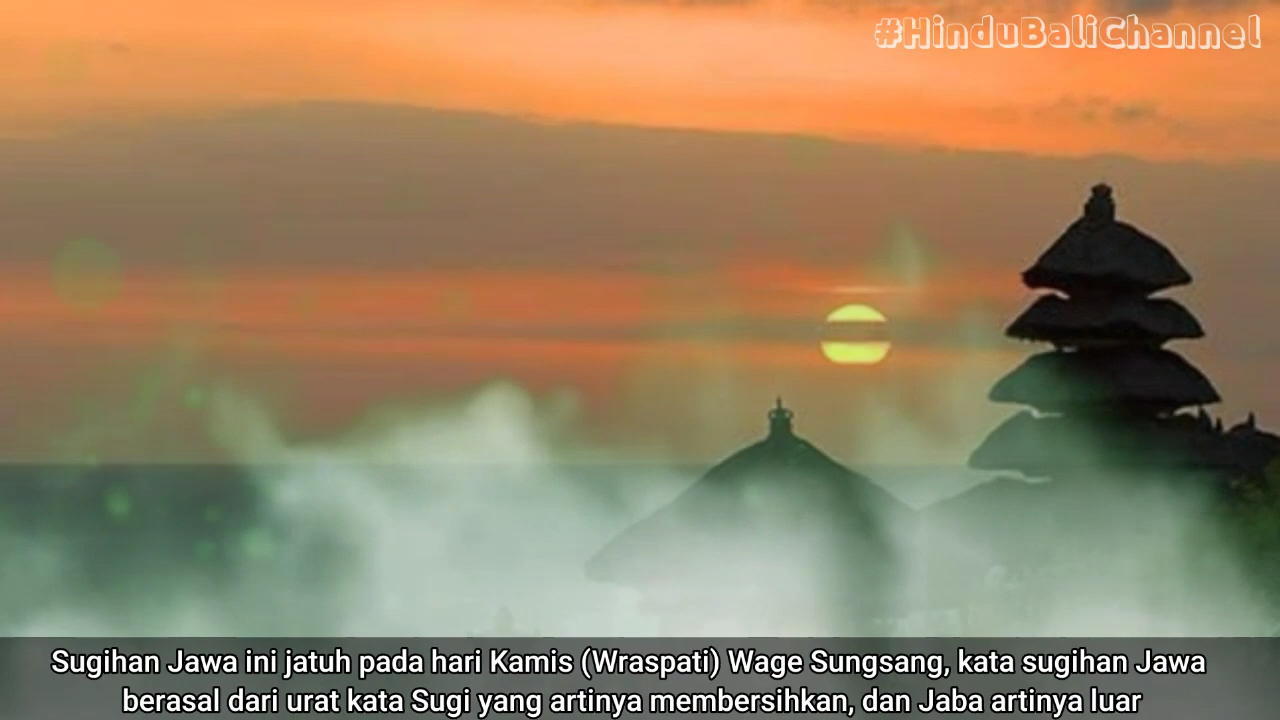 #HinduBaliChannel
Sugihan Jawa ini jatuh pada hari Kamis (Wraspati) Wage Sungsang, kata sugihan Jawa
berasal dari urat kata Sugi yang artinya membersihkan, dan Jaba artinya luar